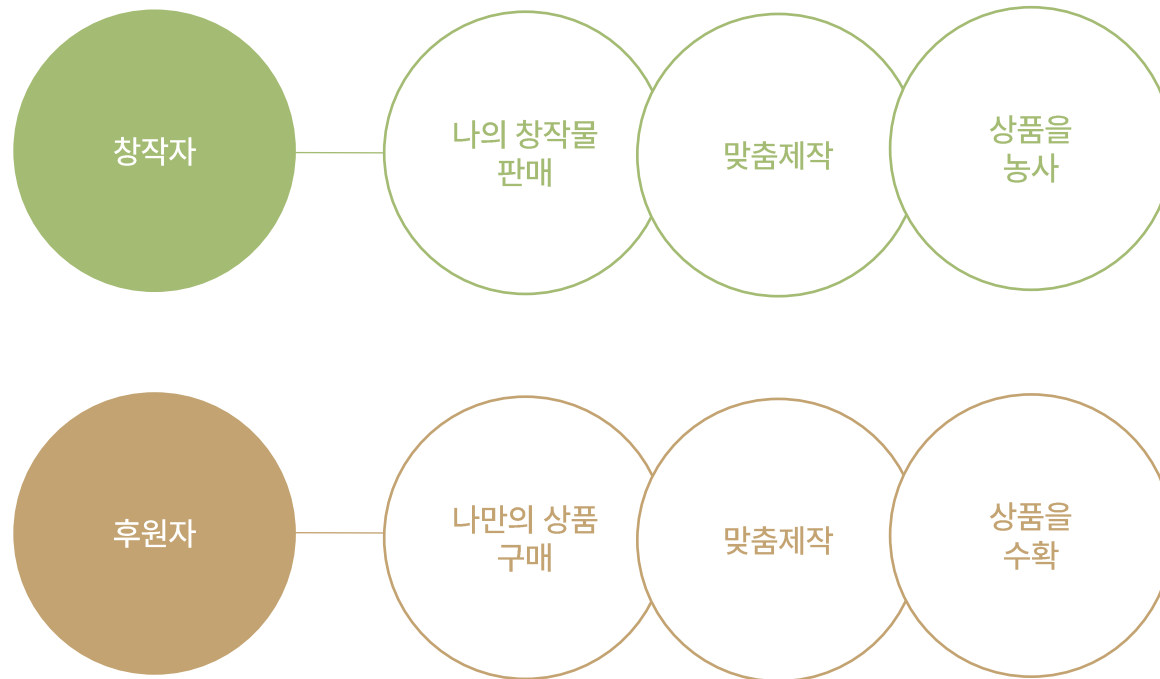 창작자
나의 창작물
판매
맞춤제작
상품을
농사
후원자
나만의 상품
구매
맞춤제작
상품을
수확